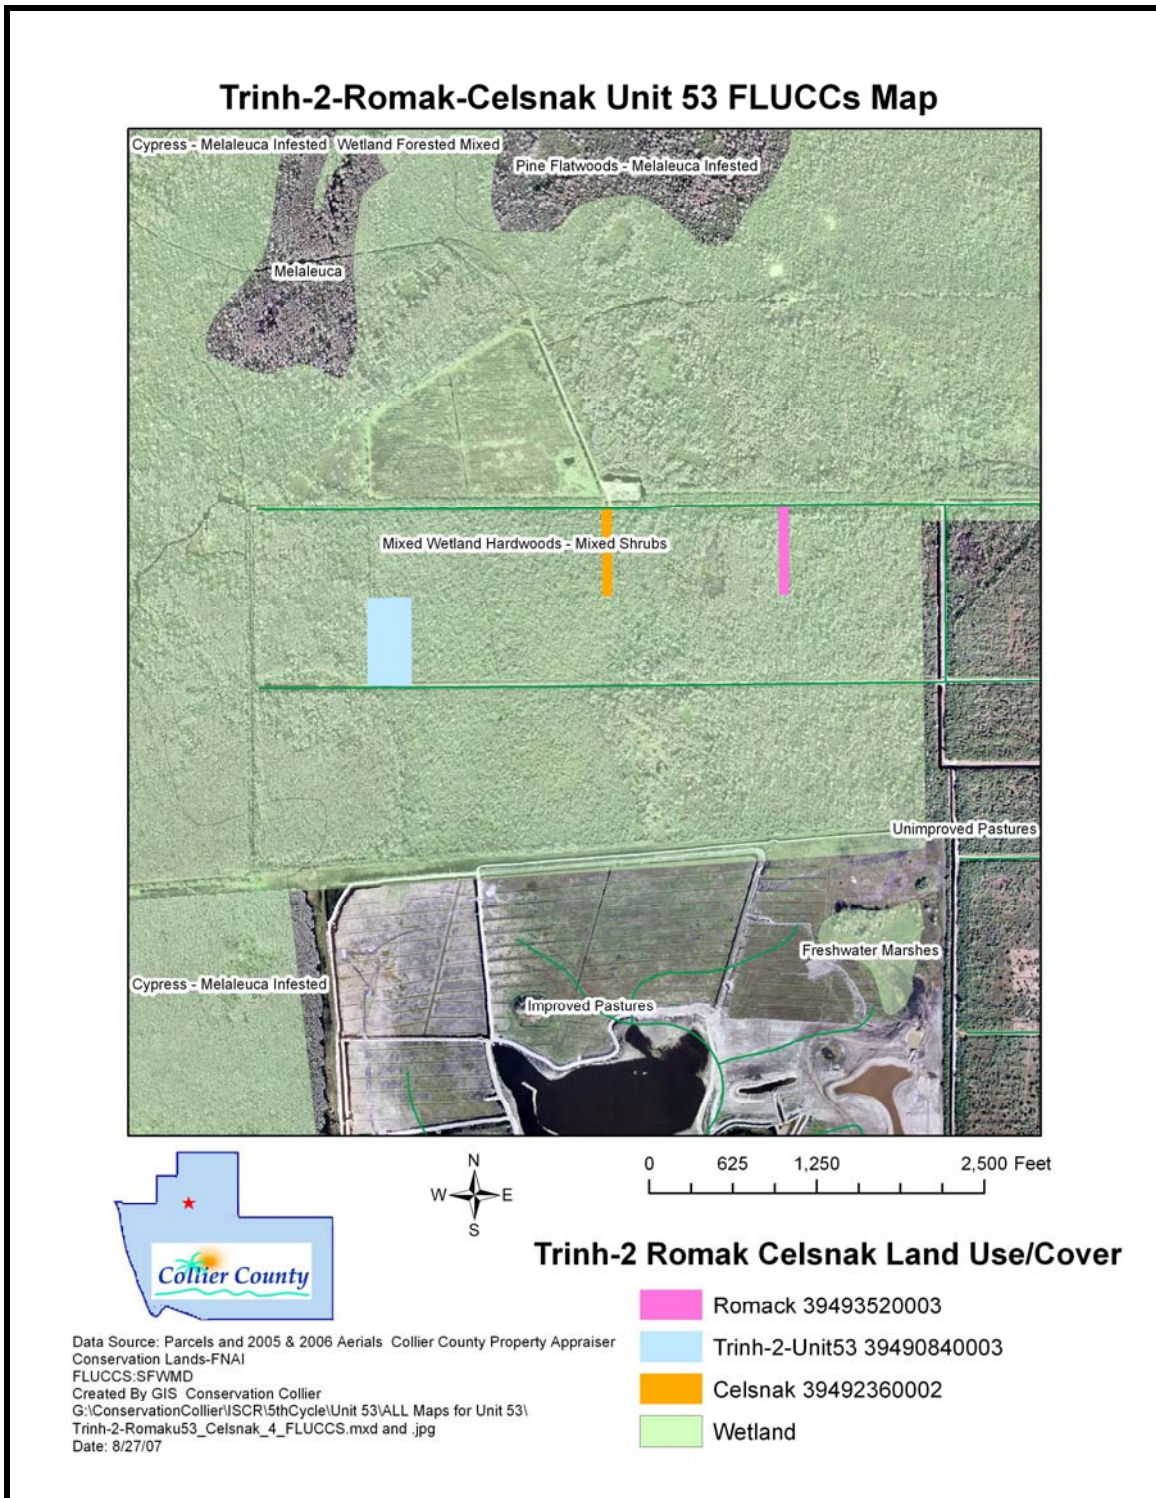 Trinh-2-Romak-Celsnak Unit 53 FLUCCs Map
Cypress - Melaleuca Infested
Wetland Forested Mixed
Pine Flatwoods - Melaleuca Infested
Melaleuca
Mixed Wetland Hardwoods - Mixed Shrubs
Unimproved Pastures
Freshwater Marshes
Cypress - Melaleuca Infested
Improved Pastures
N
W E
S
0 625 1,250 2,500 Feet
Collier County
Trinh-2 Romak Celsnak Land Use/Cover
Romack 39493520003
Trinh-2-Unit53 39490840003
Celsnak 39492360002
Wetland
Data Source: Parcels and 2005 & 2006 Aerials Collier County Property Appraiser
Conservation Lands-FNAI
FLUCCS:SFWMD
Created By GIS Conservation Collier
G:\ConservationCollier\ISCR\5thCycle\Unit 53\ALL Maps for Unit 53\
Trinh-2-Romaku53_Celsnak_4_FLUCCS.mxd and .jpg
Date: 8/27/07